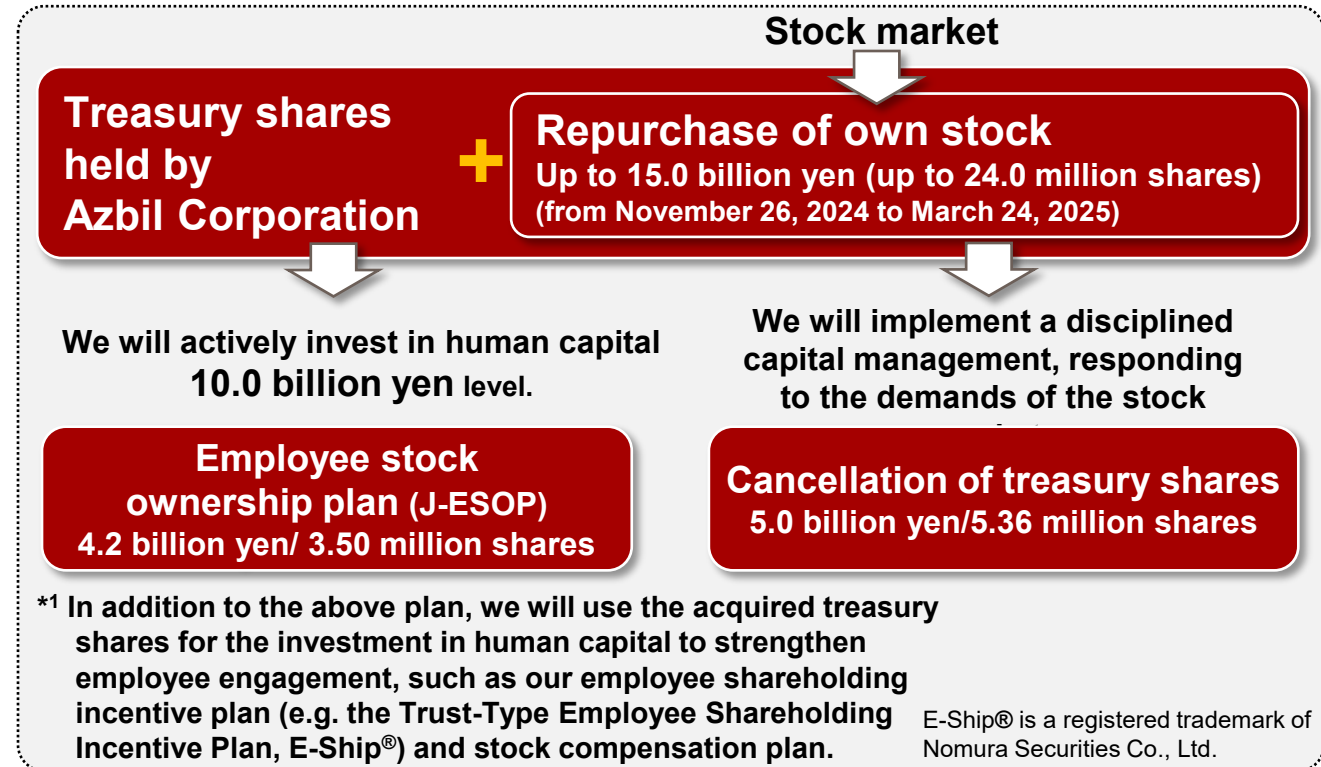 Stock market
Treasury shares
held by
Azbil Corporation
+
Repurchase of own stock
Up to 15.0 billion yen (up to 24.0 million shares)
(from November 26, 2024 to March 24, 2025)
We will actively invest in human capital
10.0 billion yen level.
We will implement a disciplined
capital management, responding
to the demands of the stock
Employee stock
ownership plan (J-ESOP)
4.2 billion yen/ 3.50 million shares
Cancellation of treasury shares
5.0 billion yen/5.36 million shares
*1 In addition to the above plan, we will use the acquired treasury
shares for the investment in human capital to strengthen
employee engagement, such as our employee shareholding
incentive plan (e.g. the Trust-Type Employee Shareholding
Incentive Plan, E-Ship®) and stock compensation plan.
E-Ship® is a registered trademark of
Nomura Securities Co., Ltd.